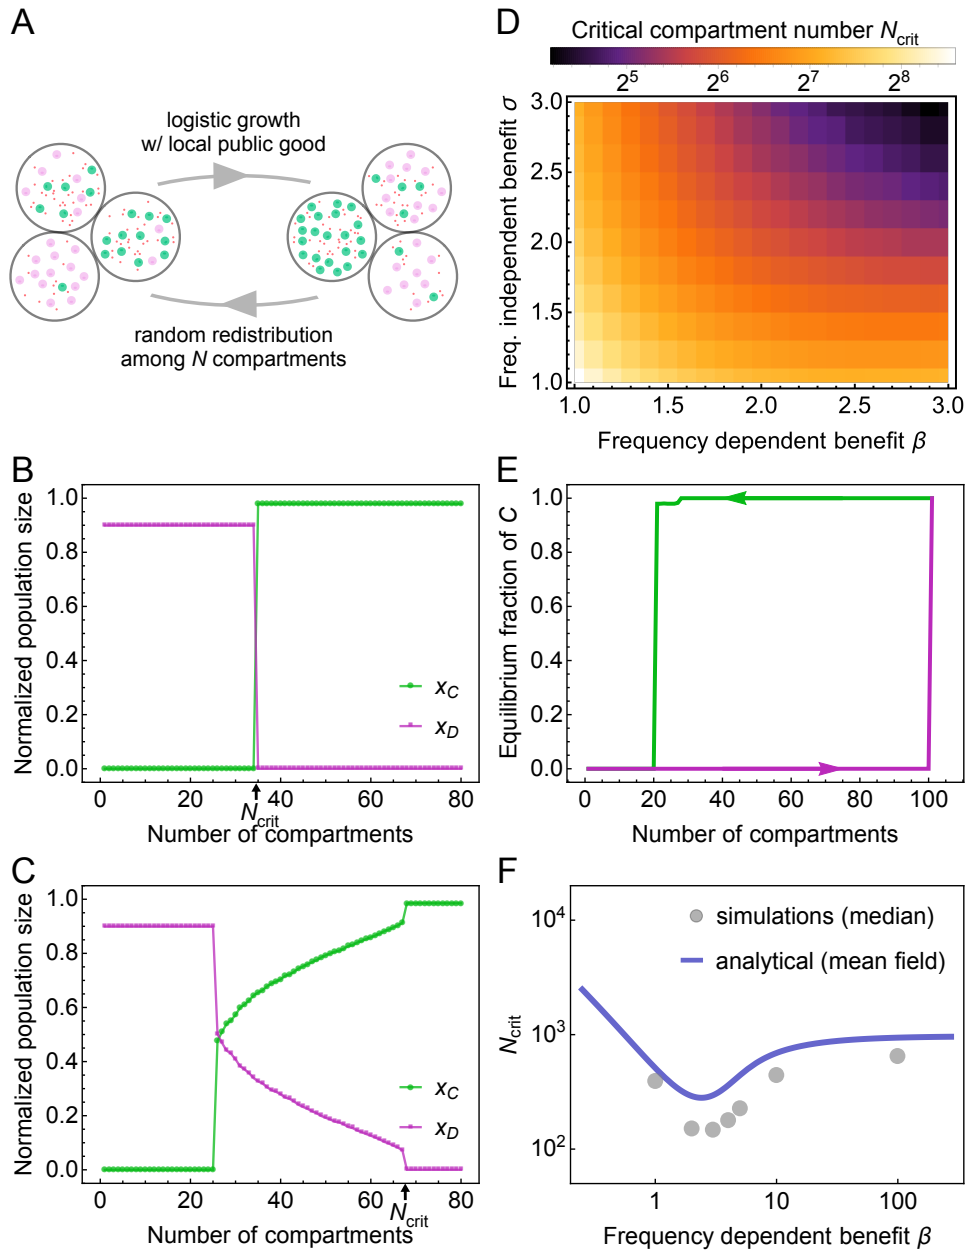 A
logistic growth
w/ local public good
random redistribution
among N compartments
D
Critical compartment number Ncrit
2^5 2^6 2^7 2^8
Freq. independent benefit σ
3.0
2.5
2.0
1.5
1.0
1.0 1.5 2.0 2.5 3.0
Frequency dependent benefit β
B
Normalized population size
1.0
0.8
0.6
0.4
0.2
0.0
x_C
x_D
0 20 40 60 80
Ncrit
Number of compartments
E
Equilibrium fraction of C
1.0
0.8
0.6
0.4
0.2
0.0
0 20 40 60 80 100
Number of compartments
C
Normalized population size
1.0
0.8
0.6
0.4
0.2
0.0
x_C
x_D
0 20 40 60 80
Ncrit
Number of compartments
F
Ncrit
10^4
10^3
10^2
simulations (median)
analytical (mean field)
1 10 100
Frequency dependent benefit β